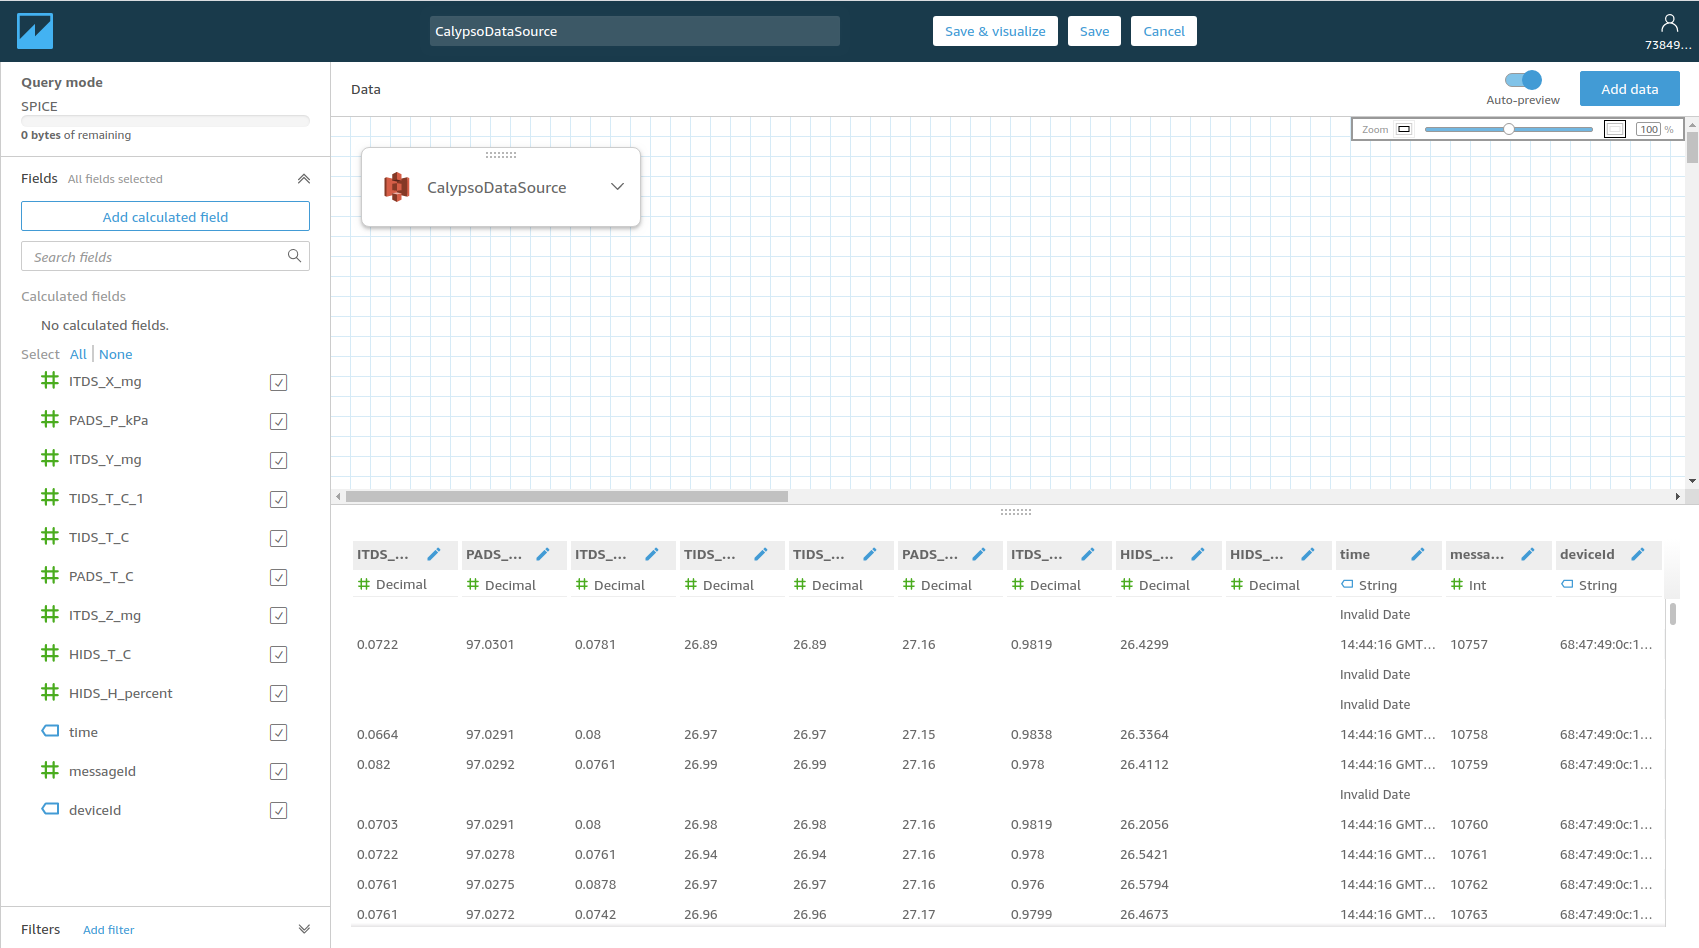 CalypsoDataSource
Save & visualize
Save
Cancel
73849...
Query mode
SPICE
0 bytes of remaining
Fields All fields selected
Add calculated field
Search fields
Calculated fields
No calculated fields.
Select All | None
ITDS_X_mg
PADS_P_kPa
ITDS_Y_mg
TIDS_T_C_1
TIDS_T_C
PADS_T_C
ITDS_Z_mg
HIDS_T_C
HIDS_H_percent
time
messageId
deviceId
Filters Add filter
Data
Auto-preview
Add data
Zoom 100 %
CalypsoDataSource
ITDS_... PADS_... ITDS_... TIDS_... TIDS_... PADS_... ITDS_... HIDS_... HIDS_... time messa... deviceId
Decimal Decimal Decimal Decimal Decimal Decimal Decimal Decimal Decimal String Int String
Invalid Date
0.0722 97.0301 0.0781 26.89 26.89 27.16 0.9819 26.4299 14:44:16 GMT... 10757 68:47:49:0c:1...
Invalid Date
Invalid Date
0.0664 97.0291 0.08 26.97 26.97 27.15 0.9838 26.3364 14:44:16 GMT... 10758 68:47:49:0c:1...
0.082 97.0292 0.0761 26.99 26.99 27.16 0.978 26.4112 14:44:16 GMT... 10759 68:47:49:0c:1...
Invalid Date
0.0703 97.0291 0.08 26.98 26.98 27.16 0.9819 26.2056 14:44:16 GMT... 10760 68:47:49:0c:1...
0.0722 97.0278 0.0761 26.94 26.94 27.16 0.978 26.5421 14:44:16 GMT... 10761 68:47:49:0c:1...
0.0761 97.0275 0.0878 26.97 26.97 27.16 0.976 26.5794 14:44:16 GMT... 10762 68:47:49:0c:1...
0.0761 97.0272 0.0742 26.96 26.96 27.17 0.9799 26.4673 14:44:16 GMT... 10763 68:47:49:0c:1...